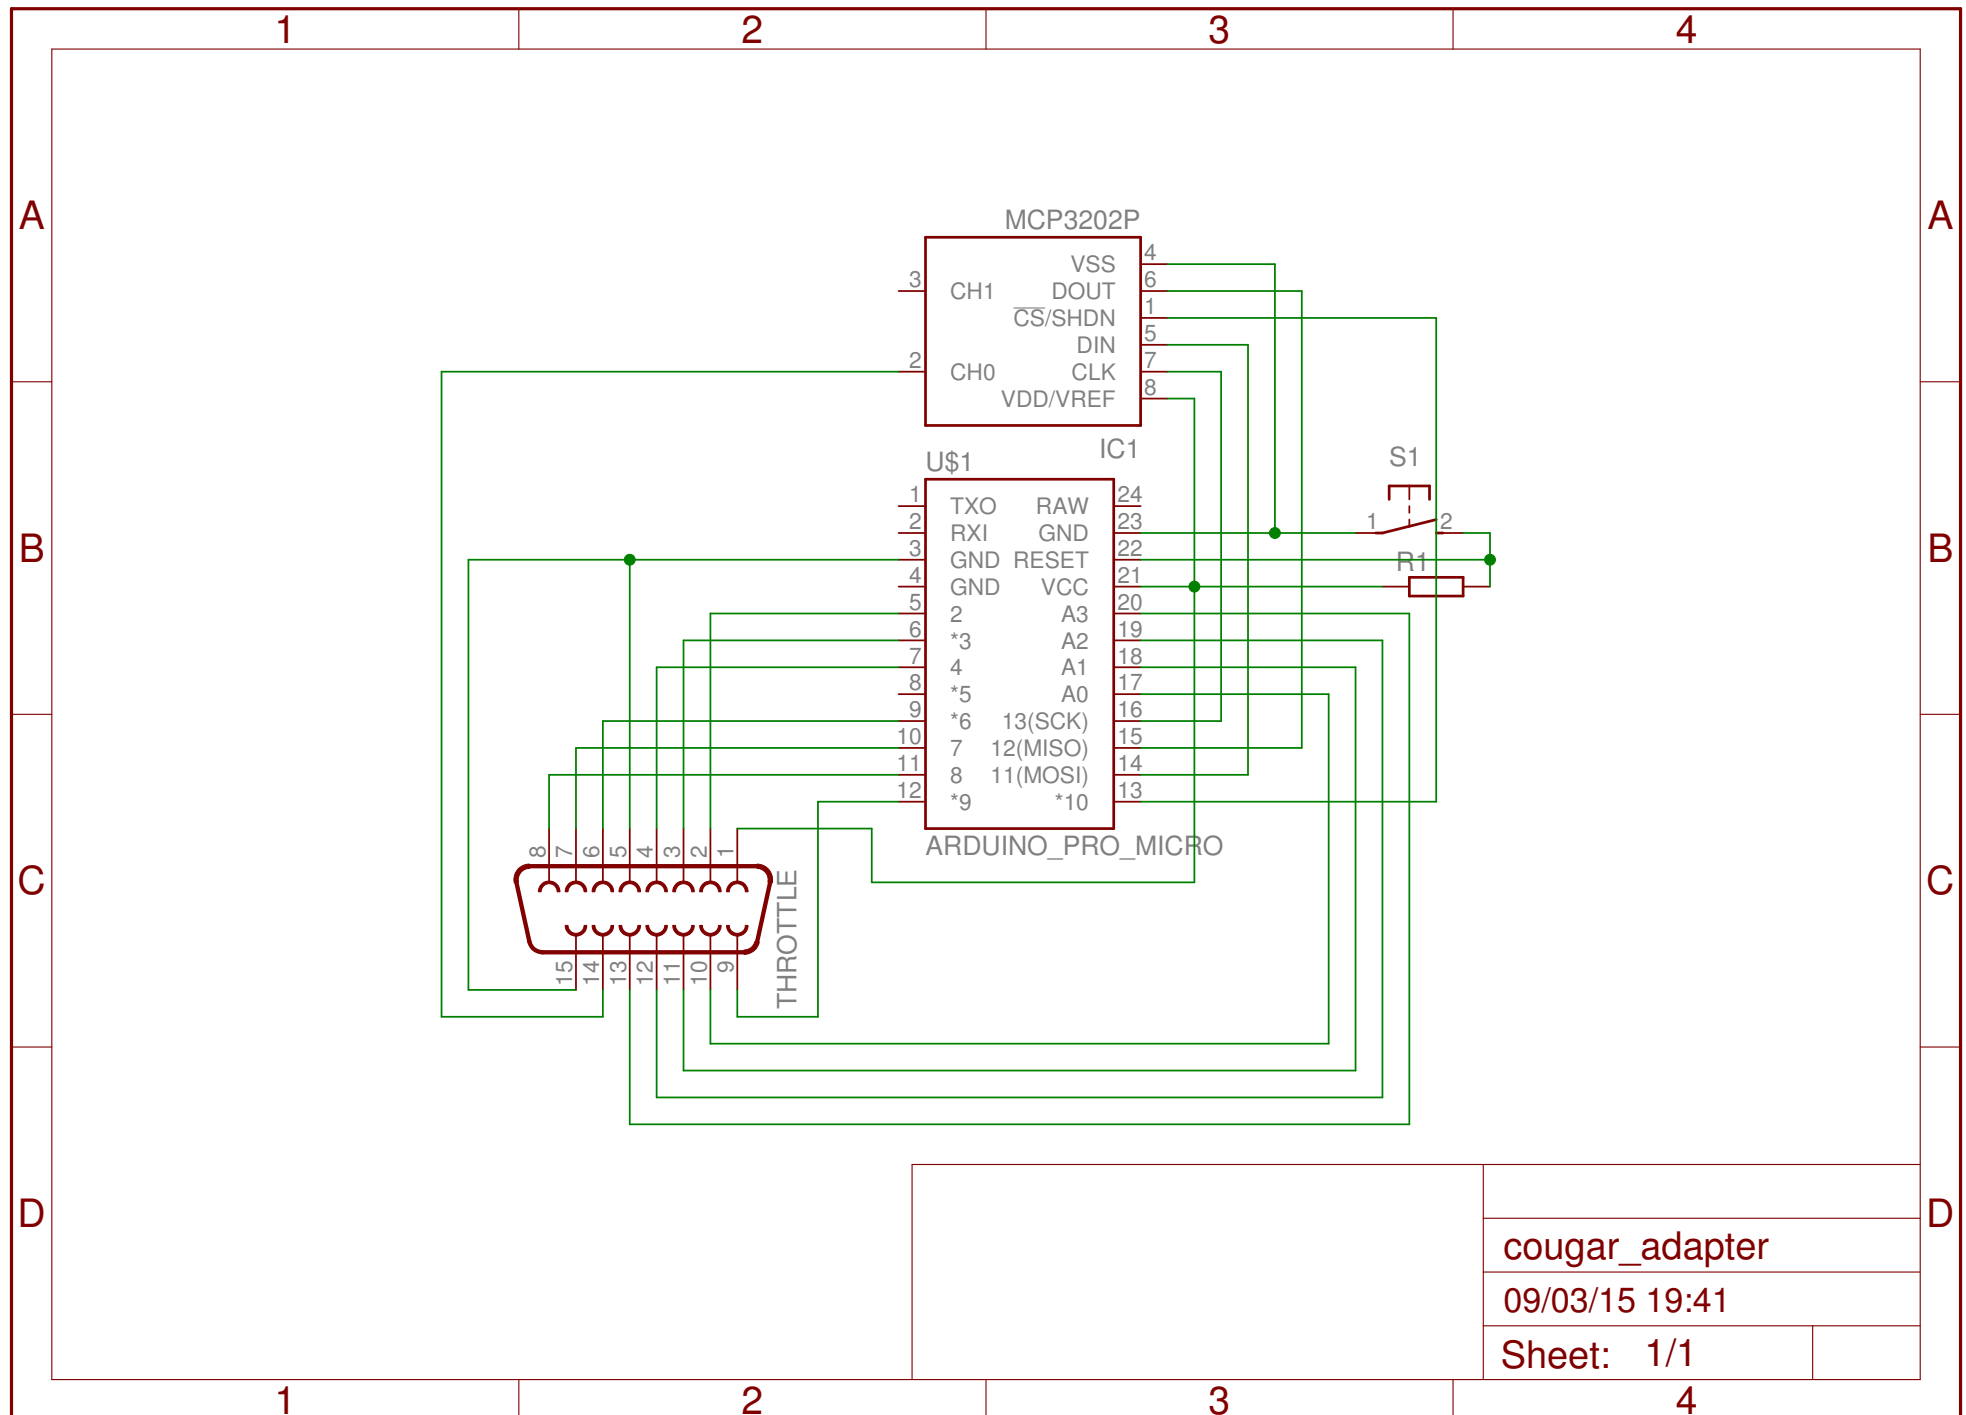 1 2 3 4
A A
MCP3202P
3 CH1
2 CH0
VSS 4
DOUT 6
CS/SHDN 1
DIN 5
CLK 7
VDD/VREF 8
IC1
S1
1 2
R1
B B
U$1
1 TXO RAW 24
2 RXI GND 23
3 GND RESET 22
4 GND VCC 21
5 2 A3 20
6 *3 A2 19
7 4 A1 18
8 *5 A0 17
9 *6 13(SCK) 16
10 7 12(MISO) 15
11 8 11(MOSI) 14
12 *9 *10 13
ARDUINO_PRO_MICRO
C C
8 7 6 5 4 3 2 1
15 14 13 12 11 10 9
THROTTLE
D D
cougar_adapter
09/03/15 19:41
Sheet: 1/1
1 2 3 4